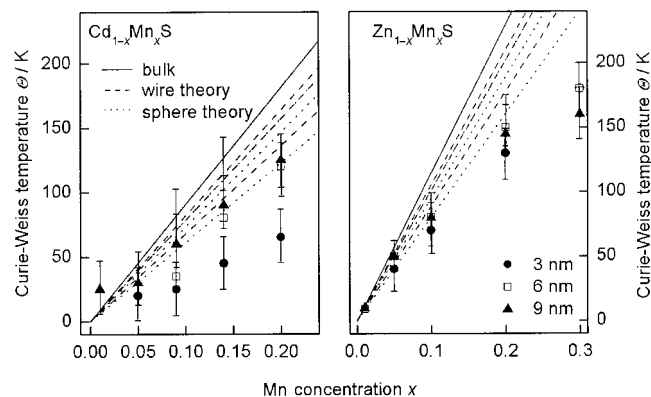 Cd1-xMnxS
bulk
wire theory
sphere theory
Curie-Weiss temperature Θ / K
200
150
100
50
0
0.00 0.05 0.10 0.15 0.20
Zn1-xMnxS
3 nm
6 nm
9 nm
200
150
100
50
0
Curie-Weiss temperature Θ / K
0.0 0.1 0.2 0.3
Mn concentration x